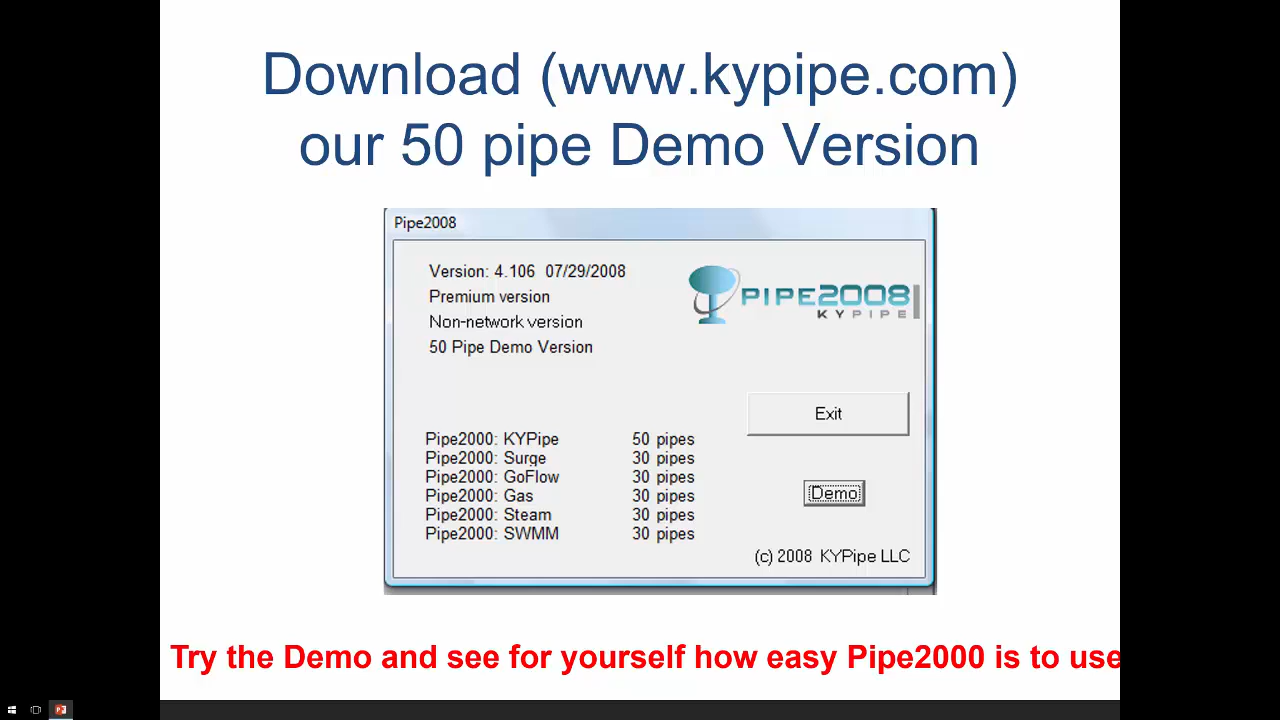 Download (www.kypipe.com)
our 50 pipe Demo Version
Pipe2008
Version: 4.106 07/29/2008
Premium version
Non-network version
50 Pipe Demo Version
PIPE2008
KYPIPE
Exit
Pipe2000: KYPipe 50 pipes
Pipe2000: Surge 30 pipes
Pipe2000: GoFlow 30 pipes
Pipe2000: Gas 30 pipes
Pipe2000: Steam 30 pipes
Pipe2000: SWMM 30 pipes
Demo
(c) 2008 KYPipe LLC
Try the Demo and see for yourself how easy Pipe2000 is to use